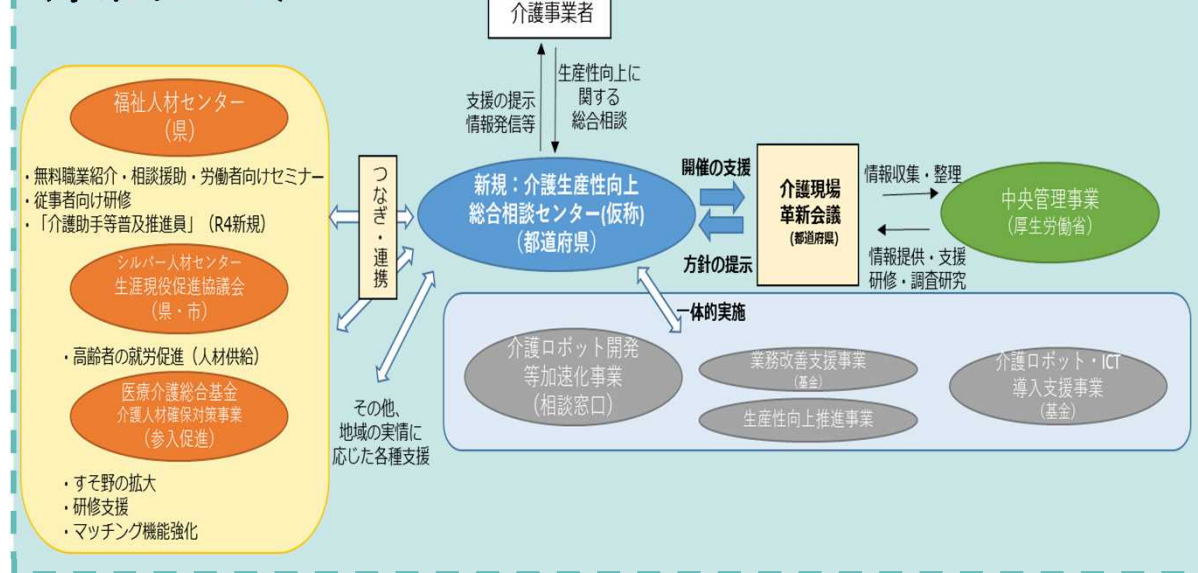 介護事業者
支援の提示
情報発信等
生産性向上に
関する
総合相談
福祉人材センター
(県)
・無料職業紹介・相談援助・労働者向けセミナー
・従事者向け研修
・「介護助手等普及推進員」（R4新規）
シルバー人材センター
生涯現役促進協議会
(県・市)
・高齢者の就労促進（人材供給）
医療介護総合基金
介護人材確保対策事業
(参入促進)
・すそ野の拡大
・研修支援
・マッチング機能強化
つなぎ・連携
新規：介護生産性向上
総合相談センター(仮称)
(都道府県)
開催の支援
方針の提示
介護現場
革新会議
(都道府県)
情報収集・整理
情報提供・支援
研修・調査研究
中央管理事業
(厚生労働省)
一体的実施
介護ロボット開発
等加速化事業
(相談窓口)
業務改善支援事業
(基金)
生産性向上推進事業
介護ロボット・ICT
導入支援事業
(基金)
その他、
地域の実情に
応じた各種支援